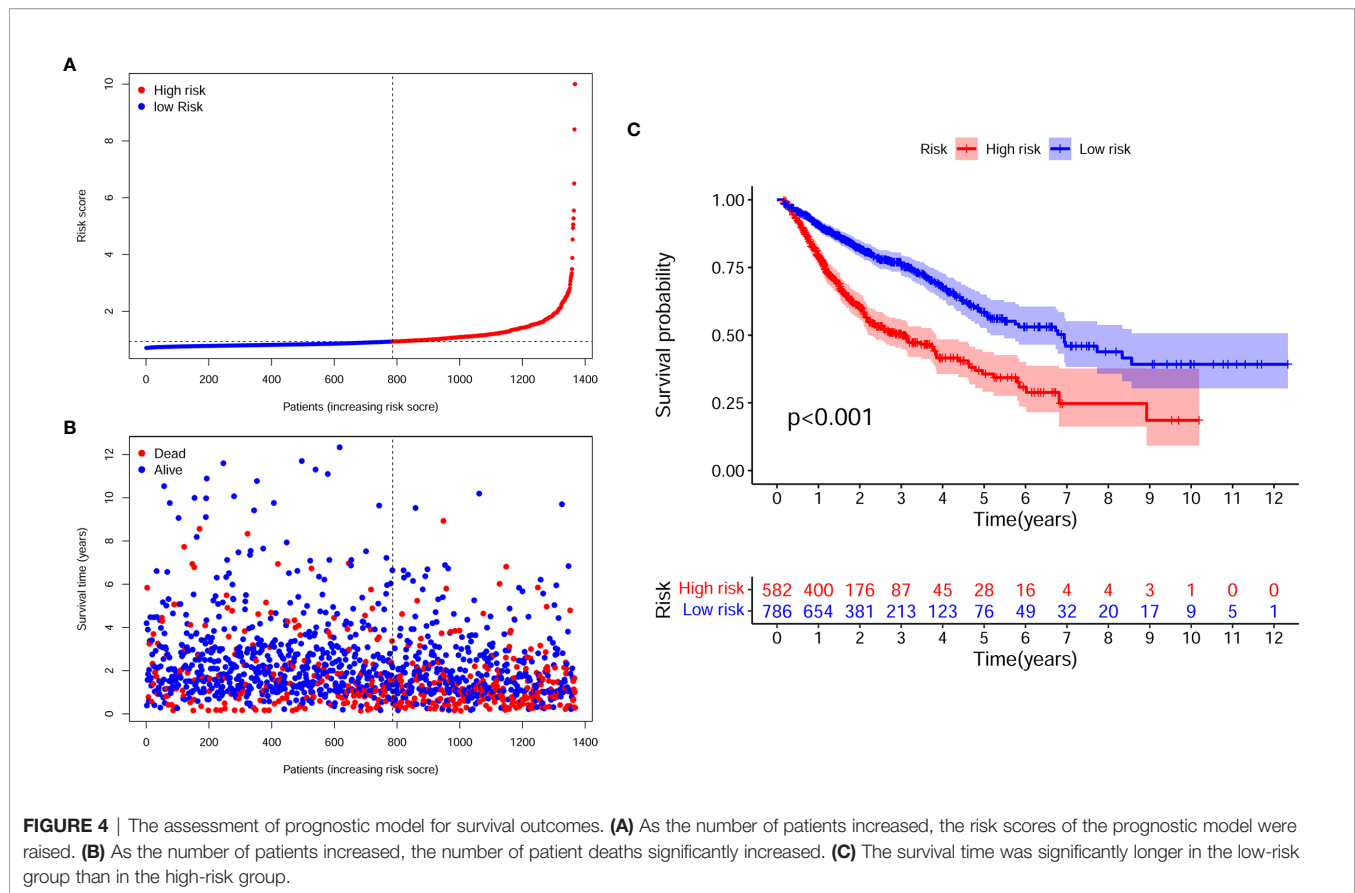 A
High risk
low Risk
10
8
6
4
2
Risk score
0 200 400 600 800 1000 1200 1400
Patients (increasing risk socre)
B
Dead
Alive
12
10
8
6
4
2
0
Survival time (years)
0 200 400 600 800 1000 1200 1400
Patients (increasing risk socre)
C
Risk High risk Low risk
1.00
0.75
0.50
0.25
0.00
Survival probability
p<0.001
0 1 2 3 4 5 6 7 8 9 10 11 12
Time(years)
Risk
High risk 582 400 176 87 45 28 16 4 4 3 1 0 0
Low risk 786 654 381 213 123 76 49 32 20 17 9 5 1
0 1 2 3 4 5 6 7 8 9 10 11 12
Time(years)
FIGURE 4 | The assessment of prognostic model for survival outcomes. (A) As the number of patients increased, the risk scores of the prognostic model were
raised. (B) As the number of patients increased, the number of patient deaths significantly increased. (C) The survival time was significantly longer in the low-risk
group than in the high-risk group.